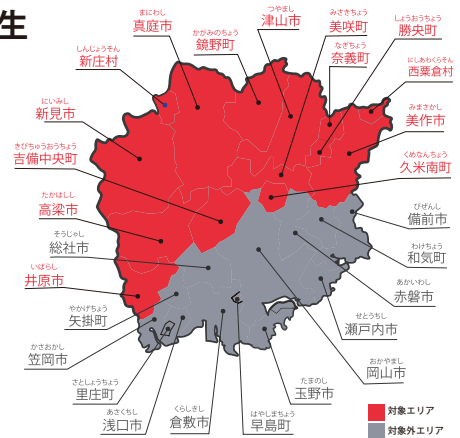 生
まにわし
真庭市
かがみのちょう
鏡野町
つやまし
津山市
みさきちょう
美咲町
しょうおうちょう
勝央町
しんじょうそん
新庄村
なぎちょう
奈義町
にしあわくらそん
西粟倉村
にいみし
新見市
みまさかし
美作市
きびちゅうおうちょう
吉備中央町
くめなんちょう
久米南町
たかはしし
高梁市
びぜんし
備前市
そうじゃし
総社市
わけちょう
和気町
いばらし
井原市
あかいわし
赤磐市
やかげちょう
矢掛町
せとうちし
瀬戸内市
かさおかし
笠岡市
おかやまし
岡山市
さとしょうちょう
里庄町
たまのし
玉野市
あさくちし
浅口市
くらしきし
倉敷市
はやしまちょう
早島町
対象エリア
対象外エリア